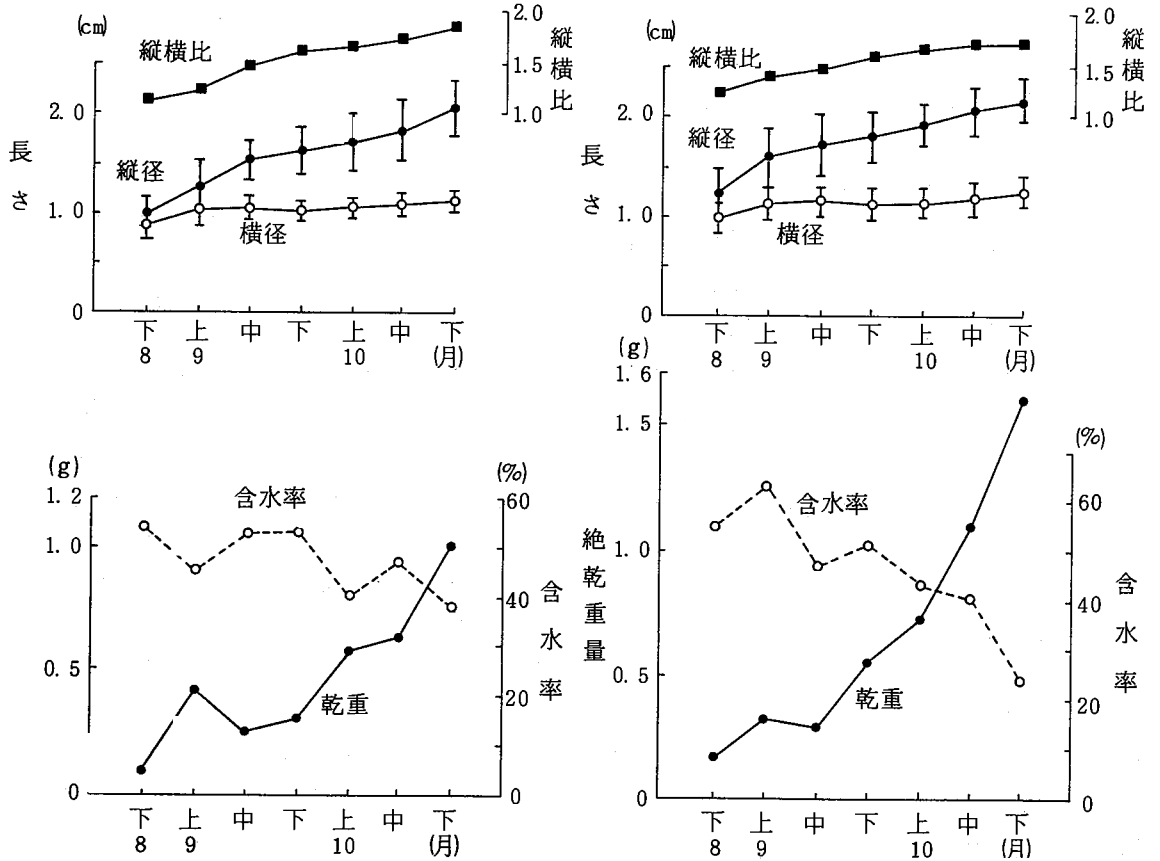 (cm)
2.0
1.5
1.0
縦横比
縦横比
2.0
1.0
0
長さ
縦径
横径
下 上 中 下 上 中 下
8 9 10 (月)
(cm)
2.0
1.5
1.0
縦横比
縦横比
2.0
1.0
0
長さ
縦径
横径
下 上 中 下 上 中 下
8 9 10 (月)
(g)
1.2
1.0
0.5
0
(%)
60
40
20
0
含水率
含水率
乾重
下 上 中 下 上 中 下
8 9 10 (月)
(g)
1.6
1.5
1.0
0.5
0
絶乾重量
(%)
60
40
20
0
含水率
含水率
乾重
下 上 中 下 上 中 下
8 9 10 (月)